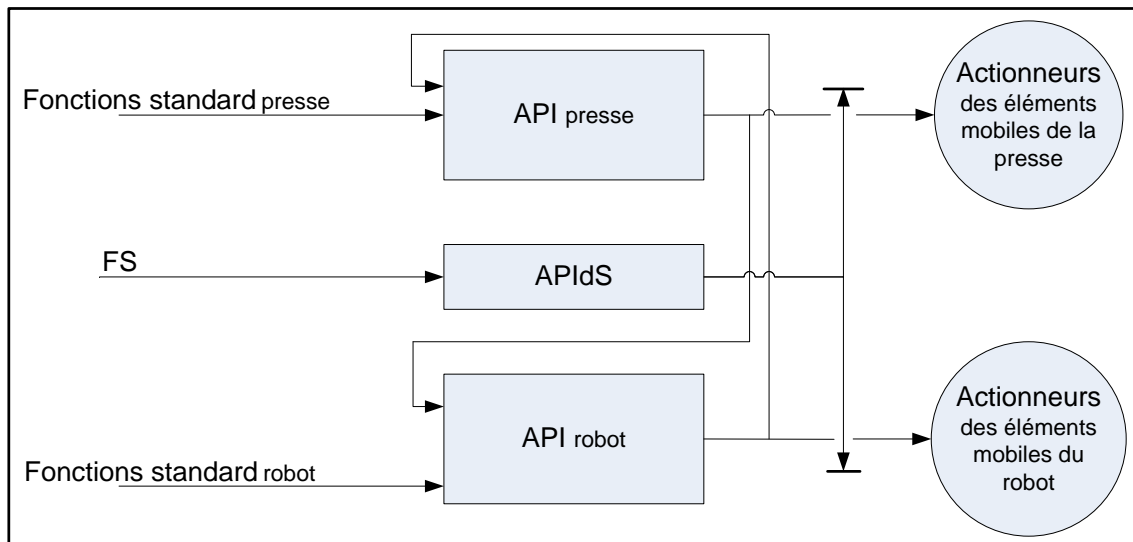 Fonctions standard presse
API presse
Actionneurs
des éléments
mobiles de la
presse
FS
APIdS
Fonctions standard robot
API robot
Actionneurs
des éléments
mobiles du
robot